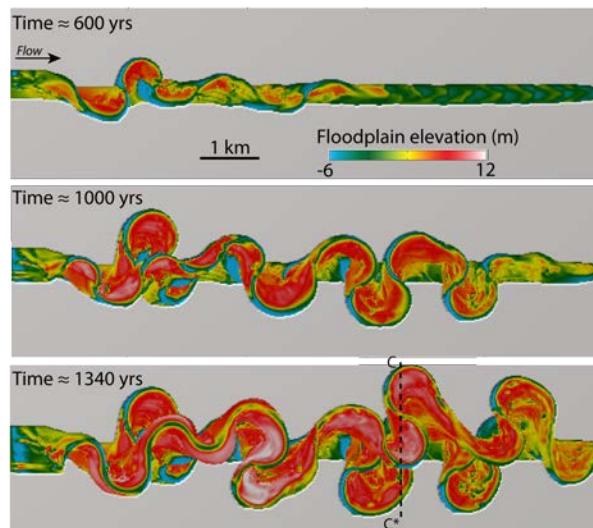 Time ≈ 600 yrs
Flow
1 km
Floodplain elevation (m)
-6 12
Time ≈ 1000 yrs
Time ≈ 1340 yrs
C
C*